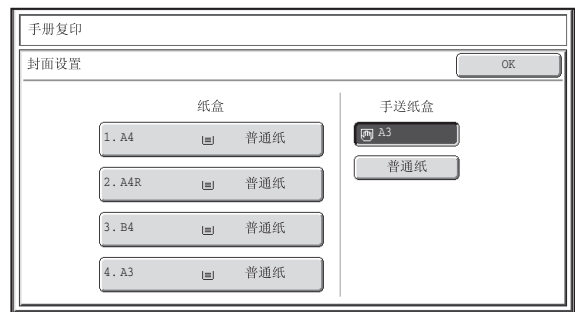 手册复印
封面设置
OK
纸盒
1. A4 普通纸
2. A4R 普通纸
3. B4 普通纸
4. A3 普通纸
手送纸盒
A3
普通纸